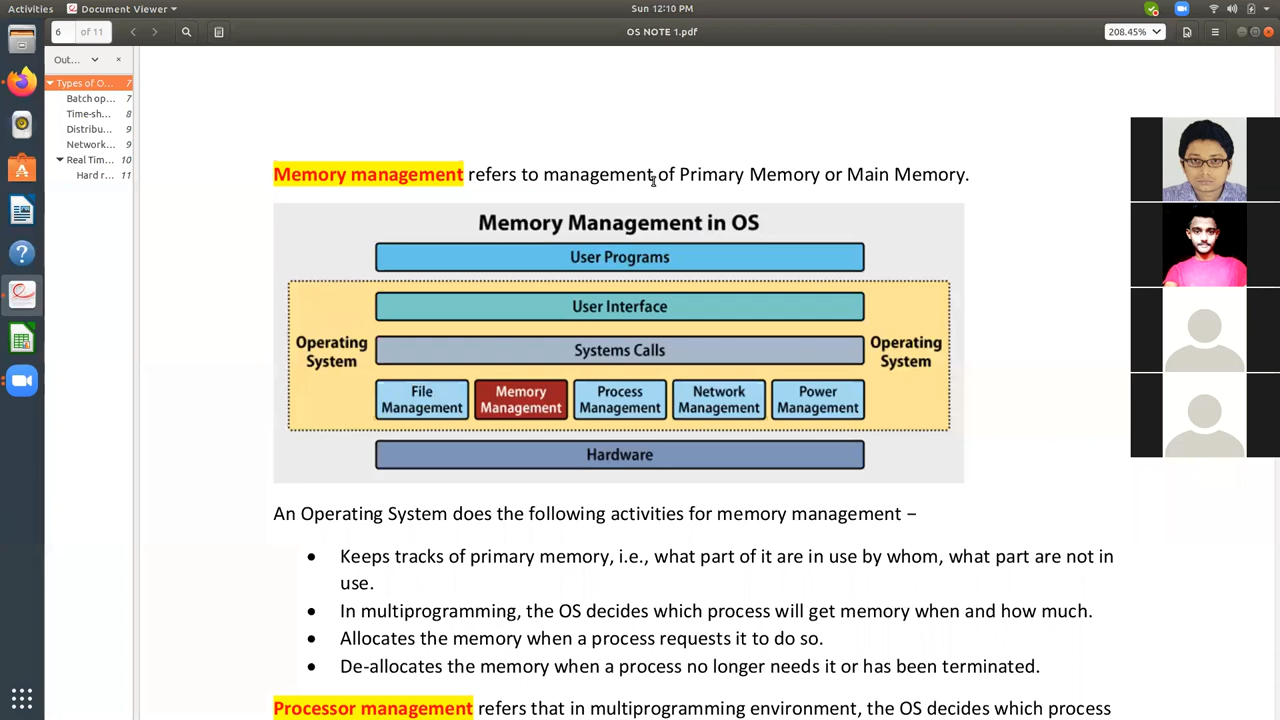 Activities
Document Viewer
Sun 12:10 PM
6
of 11
OS NOTE 1.pdf
208.45%
Out...
Types of O... 7
Batch op... 7
Time-sh... 8
Distribu... 9
Network... 9
Real Tim... 10
Hard r... 11
Memory management refers to management of Primary Memory or Main Memory.
Memory Management in OS
User Programs
User Interface
Operating System
Systems Calls
Operating System
File Management
Memory Management
Process Management
Network Management
Power Management
Hardware
An Operating System does the following activities for memory management –
• Keeps tracks of primary memory, i.e., what part of it are in use by whom, what part are not in
use.
• In multiprogramming, the OS decides which process will get memory when and how much.
• Allocates the memory when a process requests it to do so.
• De-allocates the memory when a process no longer needs it or has been terminated.
Processor management refers that in multiprogramming environment, the OS decides which process